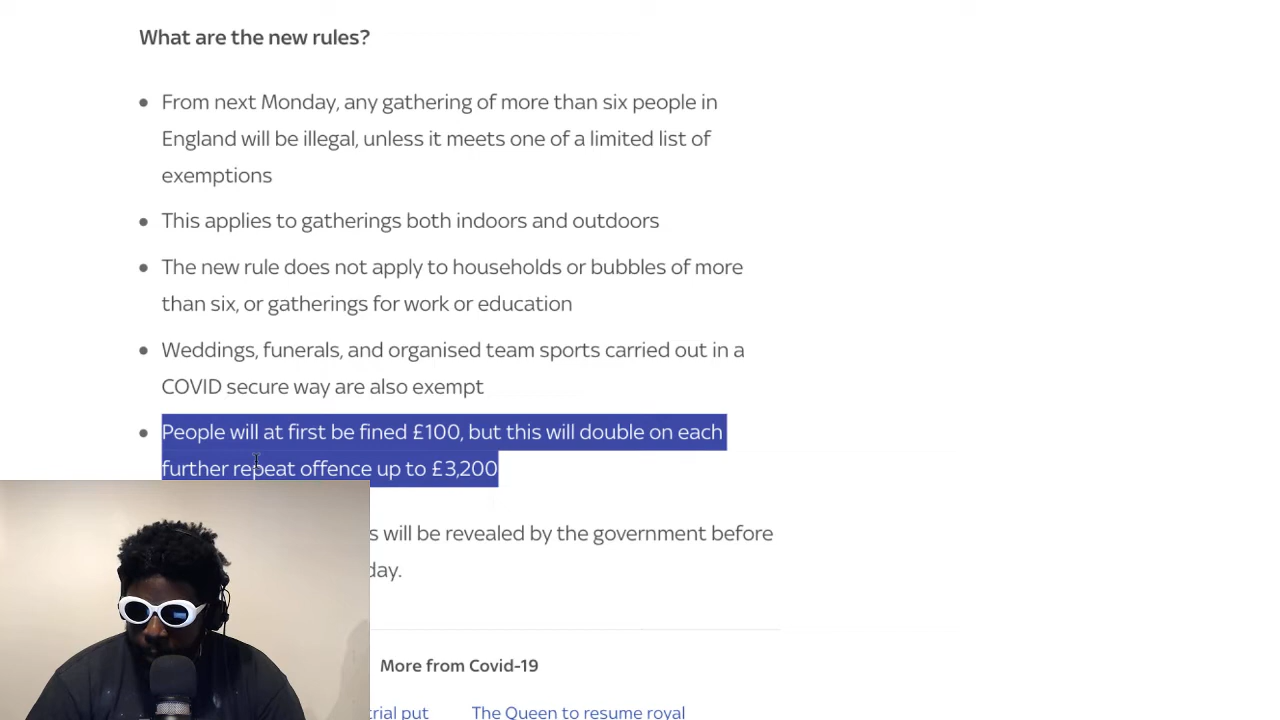 What are the new rules?
From next Monday, any gathering of more than six people in
England will be illegal, unless it meets one of a limited list of
exemptions
This applies to gatherings both indoors and outdoors
The new rule does not apply to households or bubbles of more
than six, or gatherings for work or education
Weddings, funerals, and organised team sports carried out in a
COVID secure way are also exempt
People will at first be fined £100, but this will double on each
further repeat offence up to £3,200
will be revealed by the government before
More from Covid-19
put
The Queen to resume royal